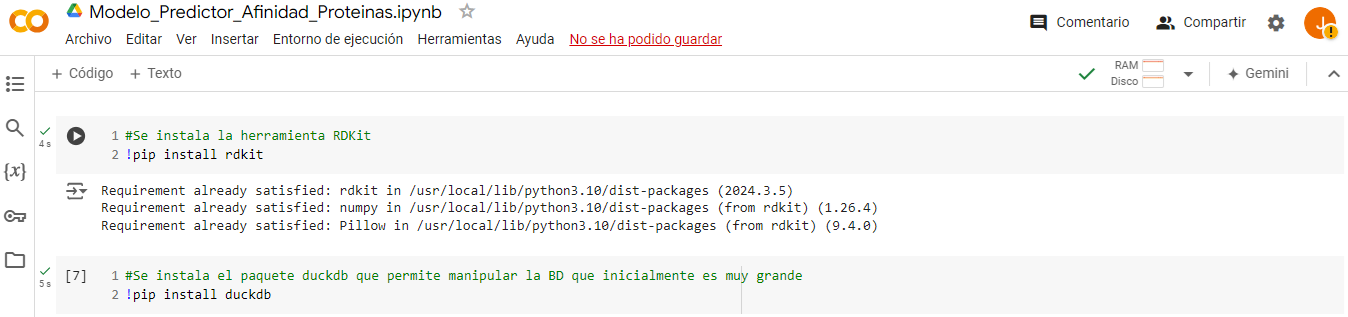 Modelo_Predictor_Afinidad_Proteinas.ipynb
Comentario
Compartir
J
Archivo Editar Ver Insertar Entorno de ejecución Herramientas Ayuda No se ha podido guardar
+ Código + Texto
RAM
Disco
Gemini
4 s
1 #Se instala la herramienta RDKit
2 !pip install rdkit
Requirement already satisfied: rdkit in /usr/local/lib/python3.10/dist-packages (2024.3.5)
Requirement already satisfied: numpy in /usr/local/lib/python3.10/dist-packages (from rdkit) (1.26.4)
Requirement already satisfied: Pillow in /usr/local/lib/python3.10/dist-packages (from rdkit) (9.4.0)
5 s
[7] 1 #Se instala el paquete duckdb que permite manipular la BD que inicialmente es muy grande
2 !pip install duckdb
{x}